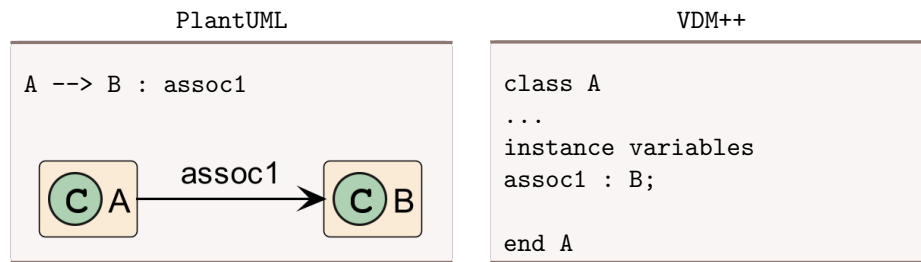 PlantUML
A --> B : assoc1
C A assoc1 C B
VDM++
class A
...
instance variables
assoc1 : B;
end A